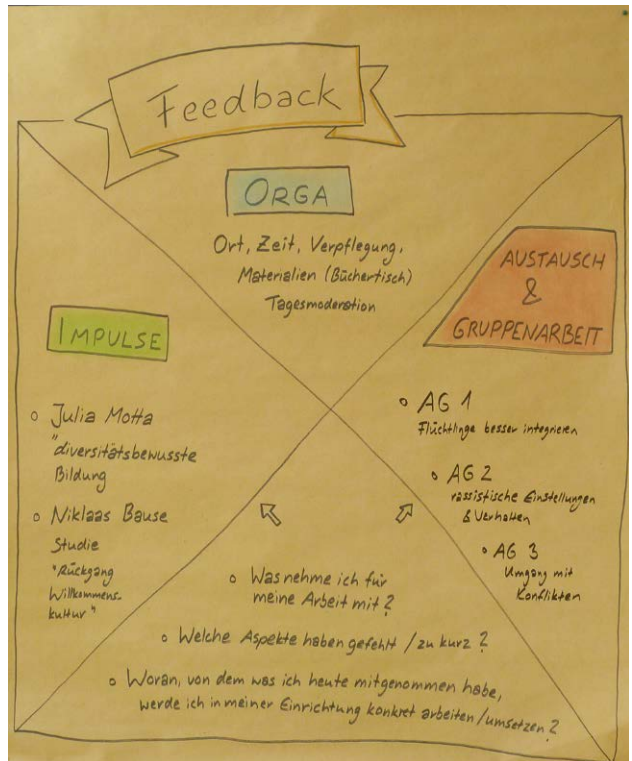 Feedback
ORGA
Ort, Zeit, Verpflegung,
Materialien (Büchertisch)
Tagesmoderation
IMPULSE
o Julia Motta
"diversitätsbewusste
Bildung
o Niklaas Bause
Studie
"Rückgang
Willkommens-
kultur"
AUSTAUSCH
&
GRUPPENARBEIT
o AG 1
Flüchtlinge besser integrieren
o AG 2
rassistische Einstellungen
& Verhalten
o AG 3
Umgang mit
Konflikten
o Was nehme ich für
meine Arbeit mit?
o Welche Aspekte haben gefehlt / zu kurz?
o Woran, von dem was ich heute mitgenommen habe,
werde ich in meiner Einrichtung konkret arbeiten/umsetzen?